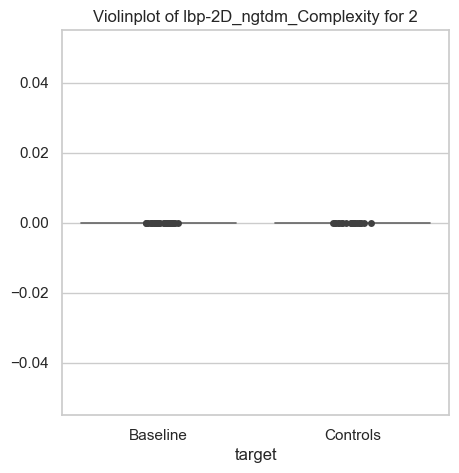 Violinplot of lbp-2D_ngtdm_Complexity for 2
0.04
0.02
0.00
−0.02
−0.04
Baseline
Controls
target